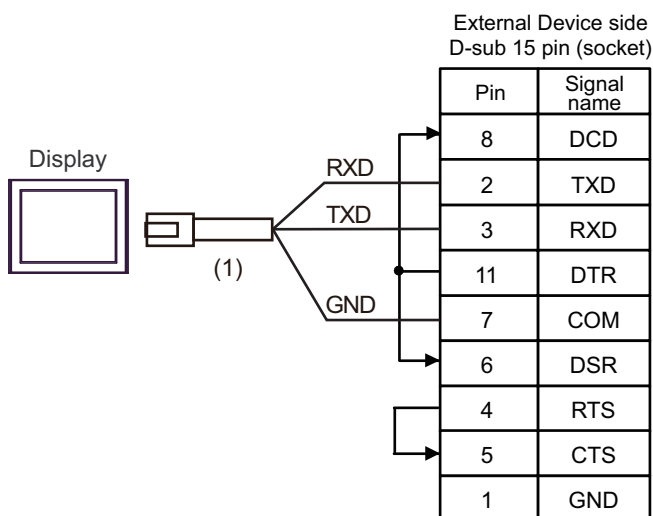 External Device side
D-sub 15 pin (socket)
Pin Signal name
8 DCD
Display
RXD
2 TXD
TXD
3 RXD
(1)
11 DTR
GND
7 COM
6 DSR
4 RTS
5 CTS
1 GND